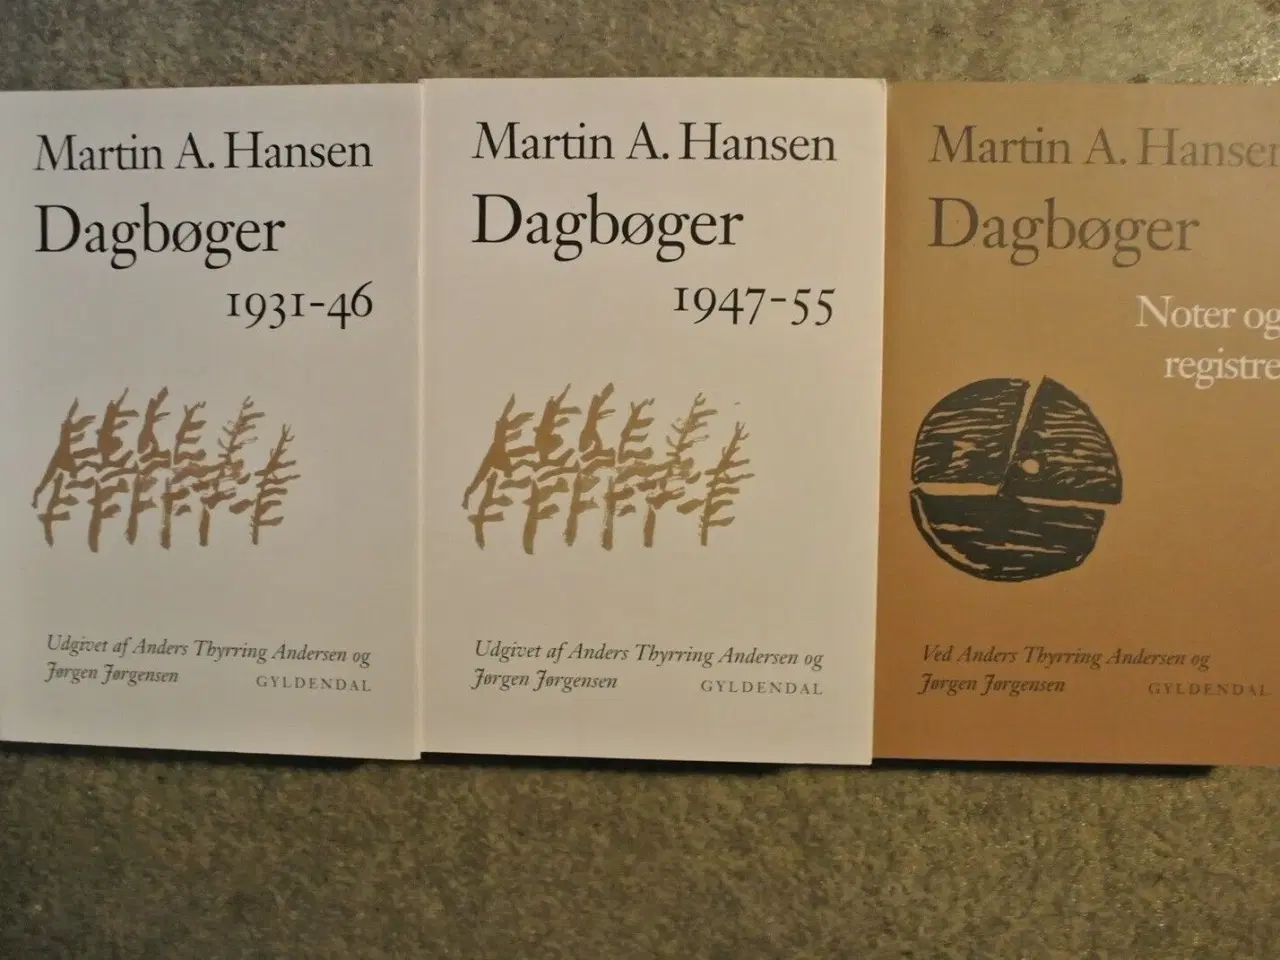 Martin A. Hansen
Dagbøger
1931-46
Udgivet af Anders Thyrring Andersen og
Jørgen Jørgensen
GYLDENDAL
Martin A. Hansen
Dagbøger
1947-55
Udgivet af Anders Thyrring Andersen og
Jørgen Jørgensen
GYLDENDAL
Martin A. Hansen
Dagbøger
Noter og
registre
Ved Anders Thyrring Andersen og
Jørgen Jørgensen
GYLDENDAL